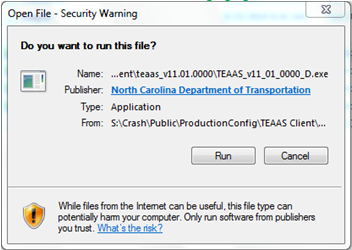 Open File - Security Warning
Do you want to run this file?
Name: ...ent\teaas_v11.01.0000\TEAAS_v11_01_0000_D.exe
Publisher: North Carolina Department of Transportation
Type: Application
From: S:\Crash\Public\ProductionConfig\TEAAS Client\...
Run Cancel
While files from the Internet can be useful, this file type can
potentially harm your computer. Only run software from publishers
you trust. What's the risk?